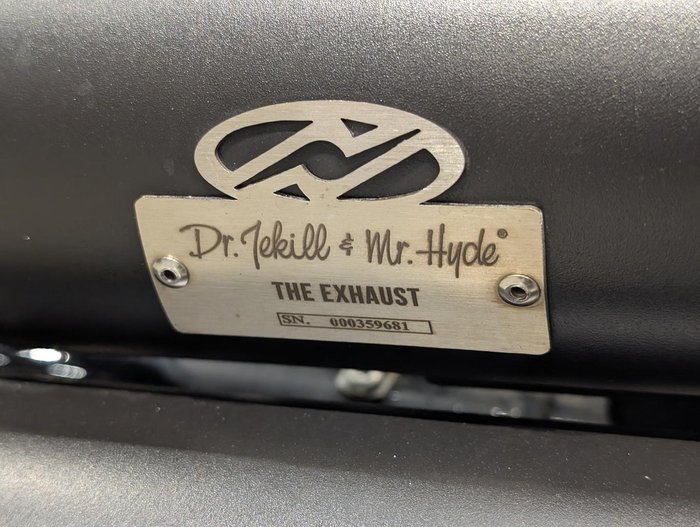 Dr. Jekill & Mr. Hyde®
THE EXHAUST
SN. 000359681